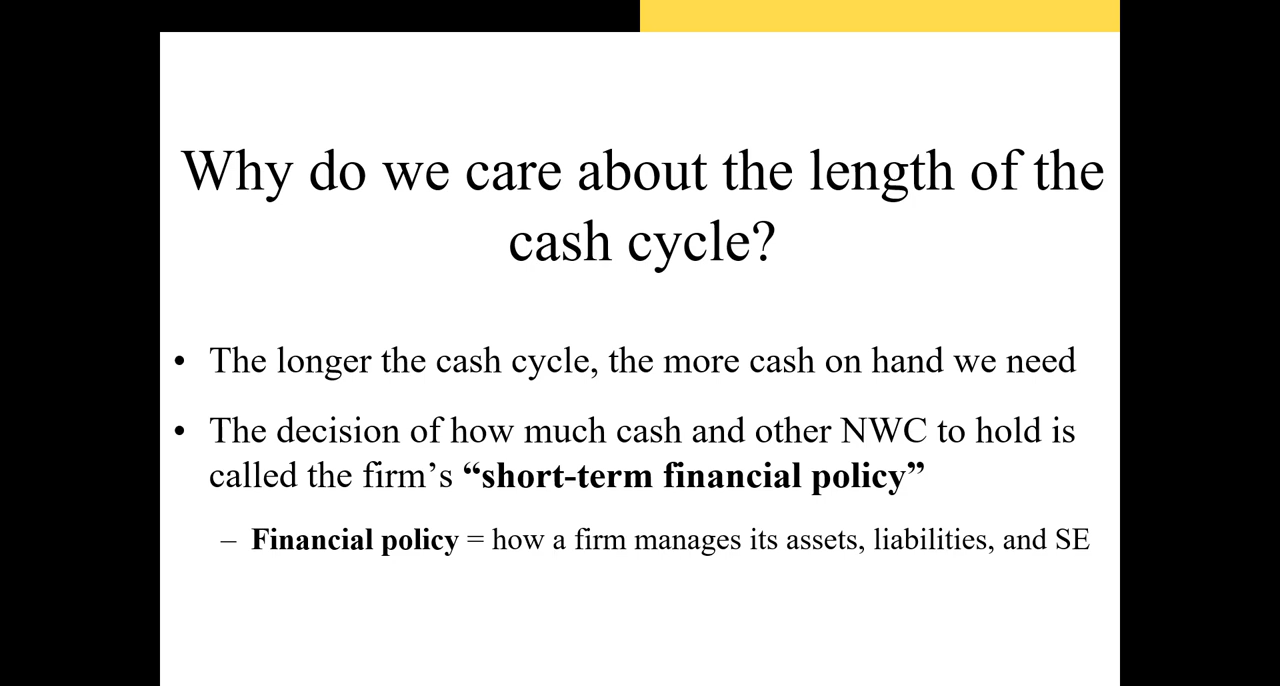 Why do we care about the length of the
cash cycle?
• The longer the cash cycle, the more cash on hand we need
• The decision of how much cash and other NWC to hold is
called the firm’s “short-term financial policy”
– Financial policy = how a firm manages its assets, liabilities, and SE